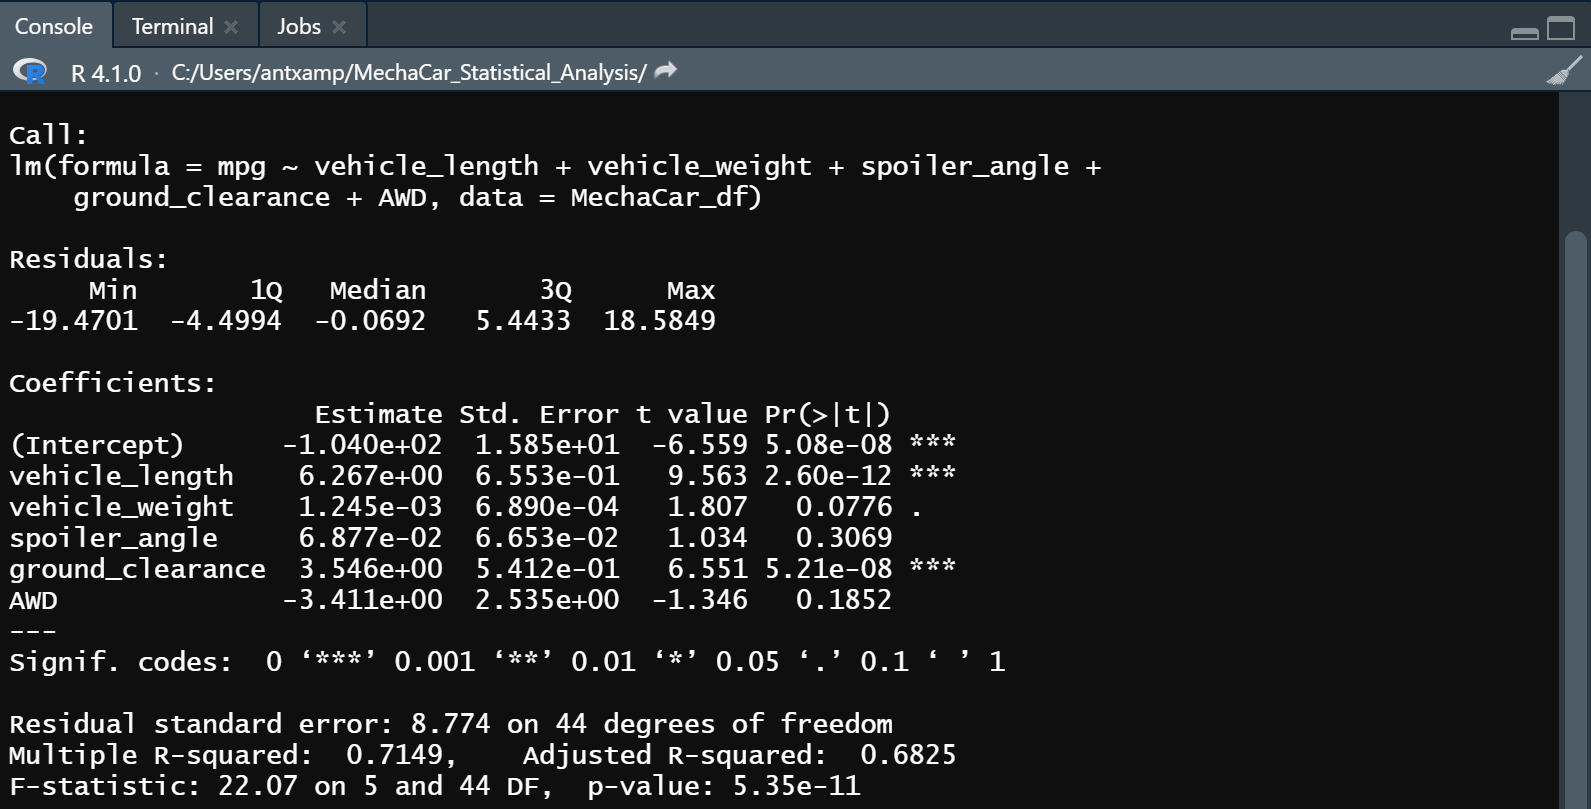 Console Terminal Jobs
R R 4.1.0 · C:/Users/antxamp/MechaCar_Statistical_Analysis/
Call:
lm(formula = mpg ~ vehicle_length + vehicle_weight + spoiler_angle +
    ground_clearance + AWD, data = MechaCar_df)
Residuals:
     Min       1Q   Median       3Q      Max
-19.4701  -4.4994  -0.0692   5.4433  18.5849
Coefficients:
                   Estimate Std. Error t value Pr(>|t|)
(Intercept)      -1.040e+02  1.585e+01  -6.559 5.08e-08 ***
vehicle_length    6.267e+00  6.553e-01   9.563 2.60e-12 ***
vehicle_weight    1.245e-03  6.890e-04   1.807   0.0776 .
spoiler_angle     6.877e-02  6.653e-02   1.034   0.3069
ground_clearance  3.546e+00  5.412e-01   6.551 5.21e-08 ***
AWD              -3.411e+00  2.535e+00  -1.346   0.1852
---
Signif. codes:  0 ‘***’ 0.001 ‘**’ 0.01 ‘*’ 0.05 ‘.’ 0.1 ‘ ’ 1
Residual standard error: 8.774 on 44 degrees of freedom
Multiple R-squared:  0.7149,    Adjusted R-squared:  0.6825
F-statistic: 22.07 on 5 and 44 DF,  p-value: 5.35e-11